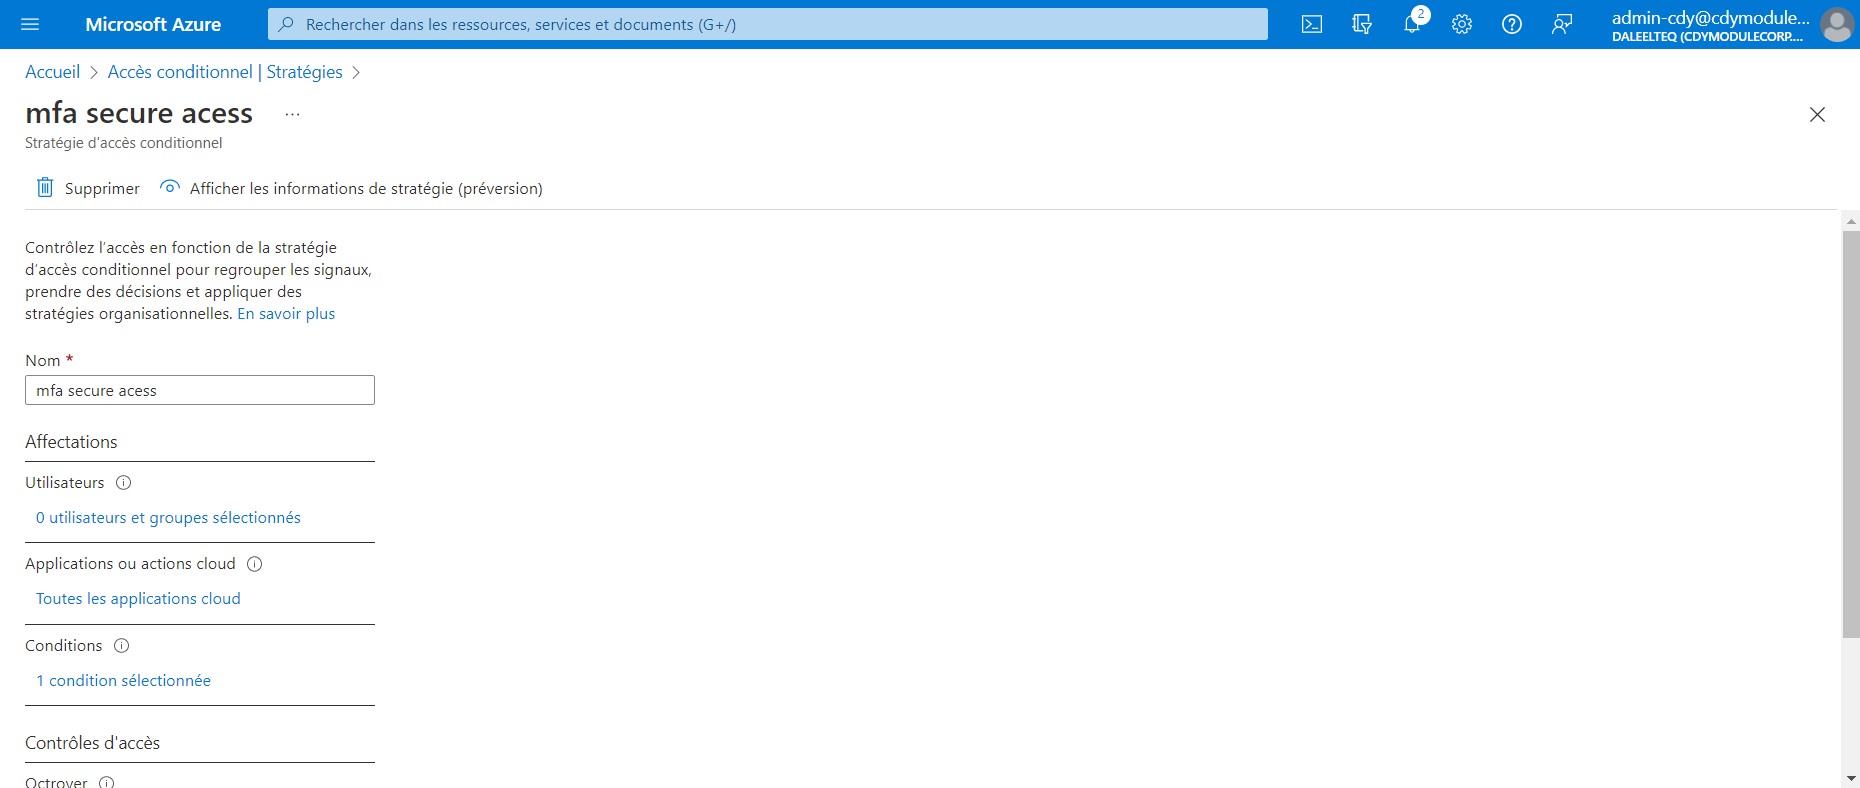 Microsoft Azure
Rechercher dans les ressources, services et documents (G+/)
2
admin-cdy@cdymodule...
DALEELTEQ (CDYMODULECORP....
Accueil > Accès conditionnel | Stratégies >
mfa secure acess ...
Stratégie d'accès conditionnel
Supprimer Afficher les informations de stratégie (préversion)
Contrôlez l’accès en fonction de la stratégie
d’accès conditionnel pour regrouper les signaux,
prendre des décisions et appliquer des
stratégies organisationnelles. En savoir plus
Nom *
mfa secure acess
Affectations
Utilisateurs
0 utilisateurs et groupes sélectionnés
Applications ou actions cloud
Toutes les applications cloud
Conditions
1 condition sélectionnée
Contrôles d'accès
Octroyer